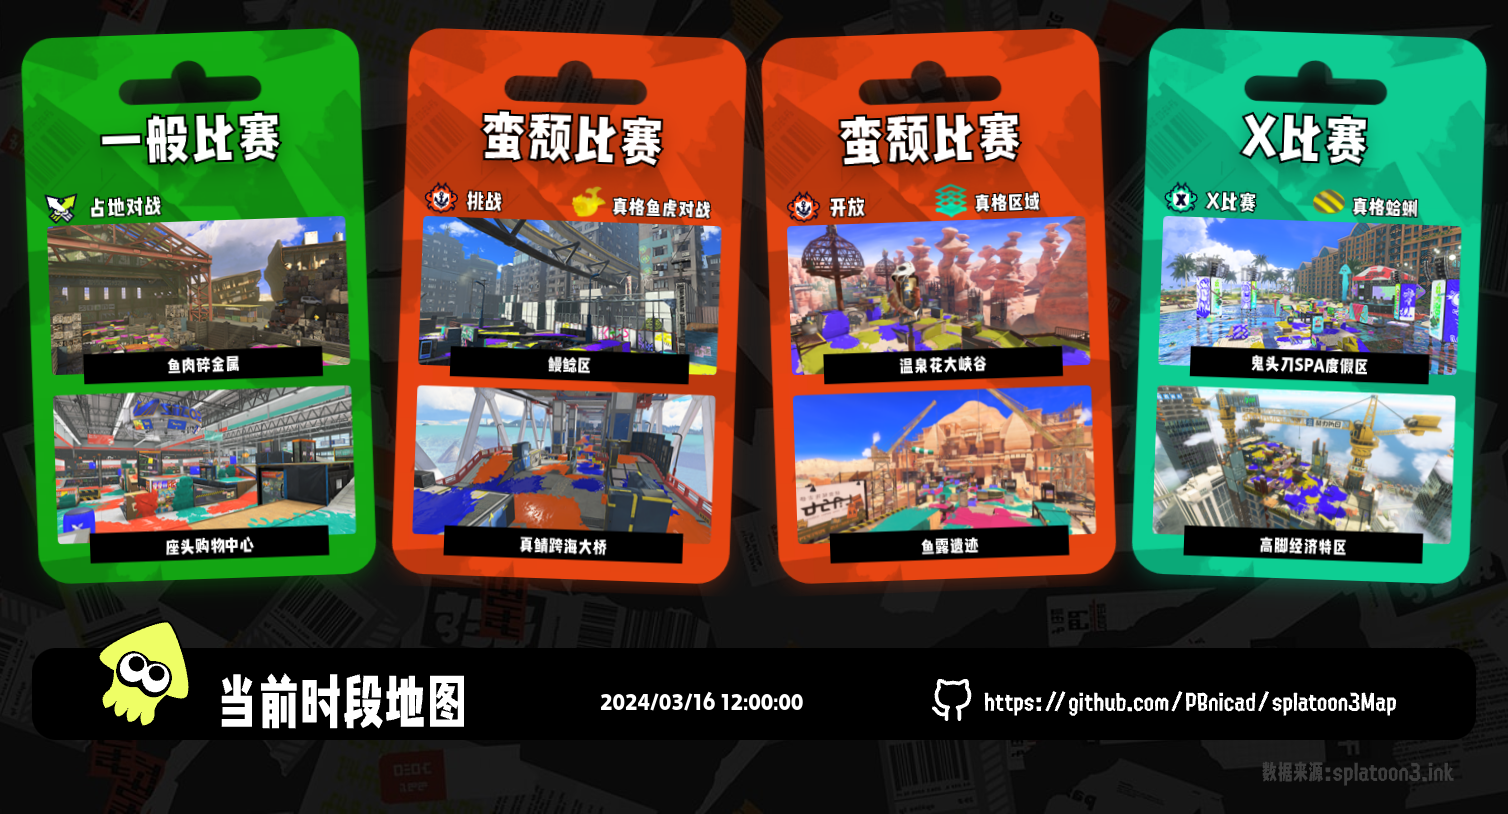 一般比赛
占地对战
鱼肉碎金属
座头购物中心
蛮颓比赛
挑战
真格鱼虎对战
鳗鲶区
真鲭跨海大桥
蛮颓比赛
开放
真格区域
温泉花大峡谷
鱼露遗迹
X比赛
X比赛
真格蛤蜊
鬼头刀SPA度假区
高脚经济特区
当前时段地图
2024/03/16 12:00:00
https://github.com/PBnicad/splatoon3Map
数据来源:splatoon3.ink